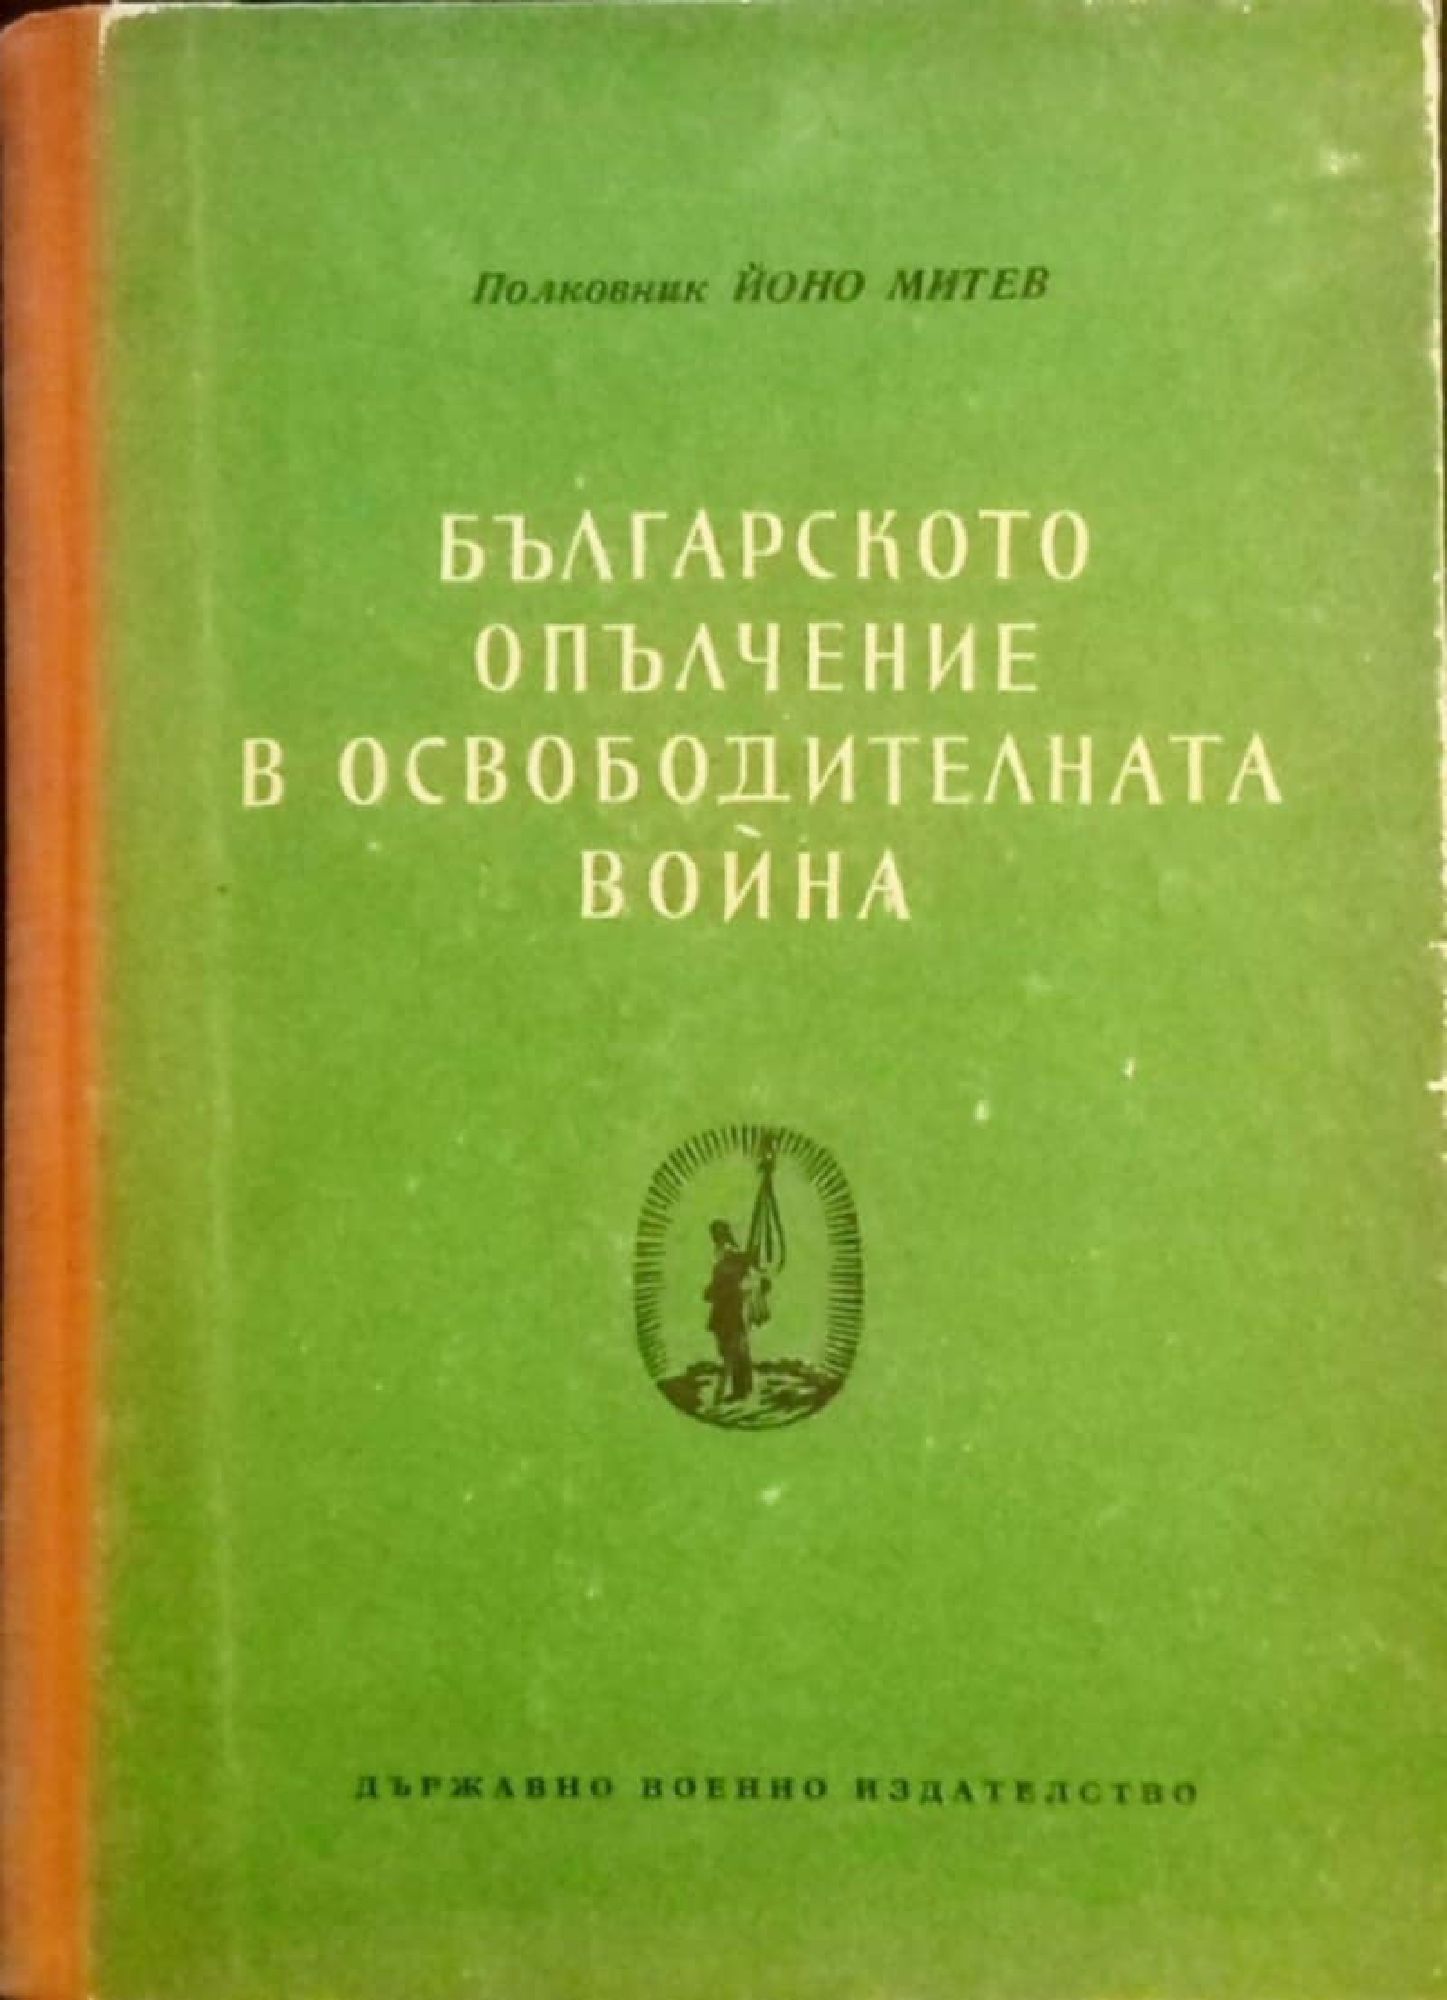 Полковник ЙОНО МИТЕВ
БЪЛГАРСКОТО
ОПЪЛЧЕНИЕ
В ОСВОБОДИТЕЛНАТА
ВОЙНА
ДЪРЖАВНО ВОЕННО ИЗДАТЕЛСТВО